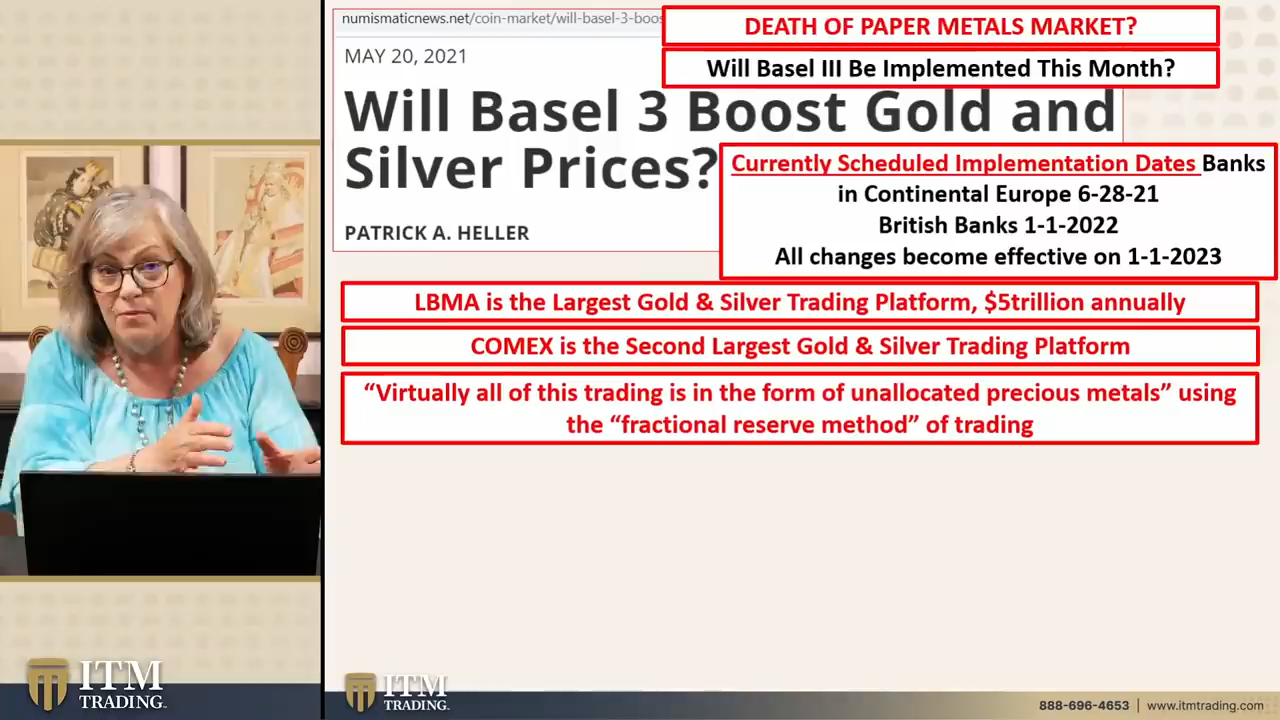 numismaticnews.net/coin-market/will-basel-3-boos
DEATH OF PAPER METALS MARKET?
MAY 20, 2021
Will Basel III Be Implemented This Month?
Will Basel 3 Boost Gold and
Silver Prices?
Currently Scheduled Implementation Dates Banks
in Continental Europe 6-28-21
British Banks 1-1-2022
All changes become effective on 1-1-2023
PATRICK A. HELLER
LBMA is the Largest Gold & Silver Trading Platform, $5trillion annually
COMEX is the Second Largest Gold & Silver Trading Platform
“Virtually all of this trading is in the form of unallocated precious metals” using
the “fractional reserve method” of trading
ITM
TRADING
ITM
TRADING
888-696-4653 | www.itmtrading.com